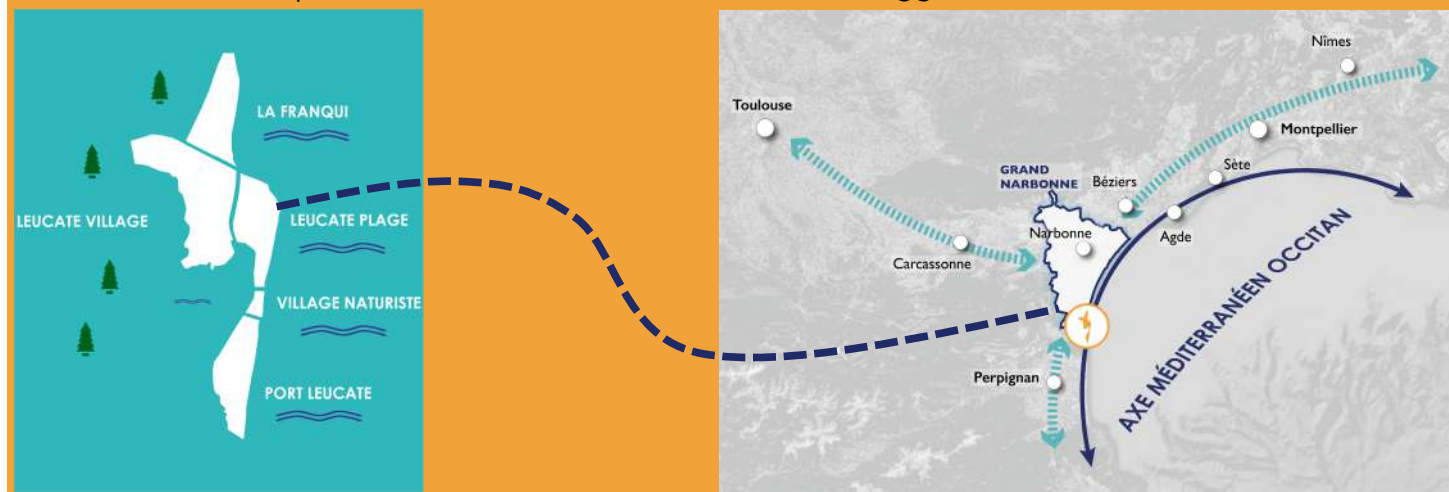 LA FRANQUI
LEUCATE VILLAGE
LEUCATE PLAGE
VILLAGE NATURISTE
PORT LEUCATE
Nîmes
Toulouse
Montpellier
Sète
GRAND
NARBONNE
Béziers
Narbonne
Agde
Carcassonne
Perpignan
AXE MÉDITERRANÉEN OCCITAN